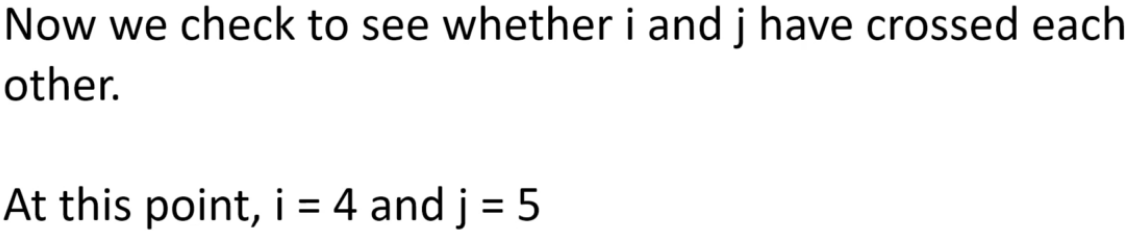 Now we check to see whether i and j have crossed each
other.
At this point, i = 4 and j = 5